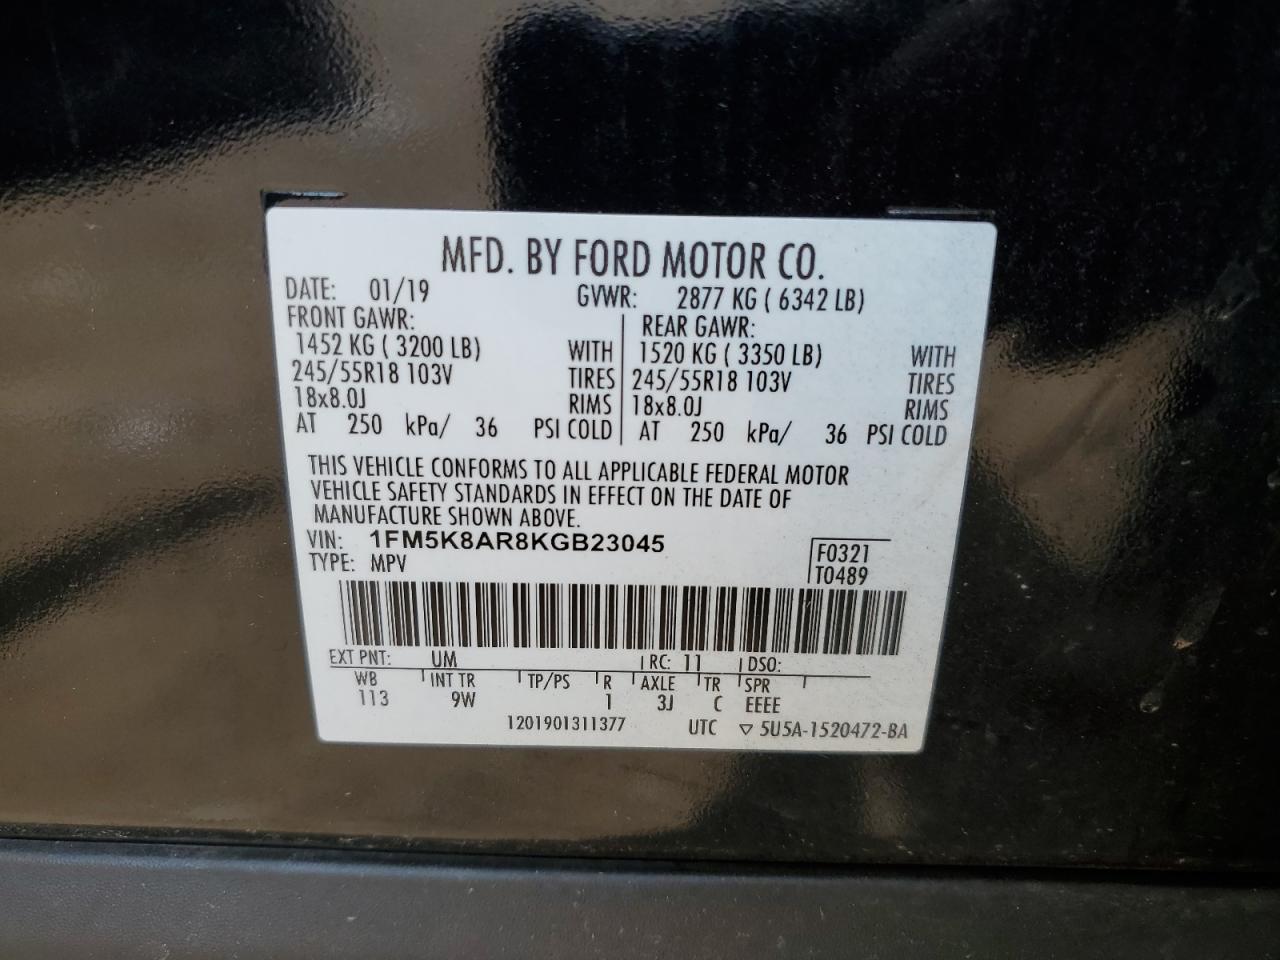 MFD. BY FORD MOTOR CO.
DATE: 01/19 GVWR: 2877 KG ( 6342 LB)
FRONT GAWR: REAR GAWR:
1452 KG ( 3200 LB) WITH 1520 KG ( 3350 LB) WITH
245/55R18 103V TIRES 245/55R18 103V TIRES
18x8.0J RIMS 18x8.0J RIMS
AT 250 kPa/ 36 PSI COLD AT 250 kPa/ 36 PSI COLD
THIS VEHICLE CONFORMS TO ALL APPLICABLE FEDERAL MOTOR
VEHICLE SAFETY STANDARDS IN EFFECT ON THE DATE OF
MANUFACTURE SHOWN ABOVE.
VIN: 1FM5K8AR8KGB23045 F0321
TYPE: MPV T0489
EXT PNT: UM RC: 11 DSO:
WB INT TR TP/PS R AXLE TR SPR
113 9W 1 3J C EEEE
1201901311377 UTC ▽ 5U5A-1520472-BA